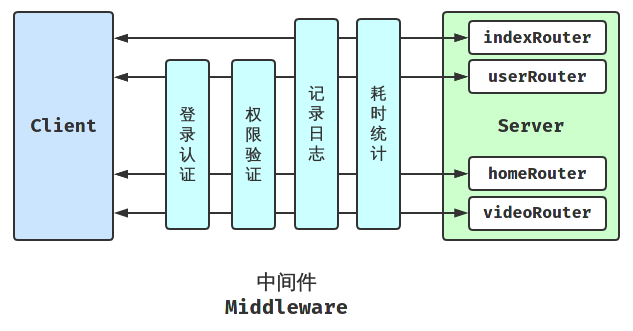 Client
登录认证
权限验证
记录日志
耗时统计
Server
indexRouter
userRouter
homeRouter
videoRouter
中间件
Middleware